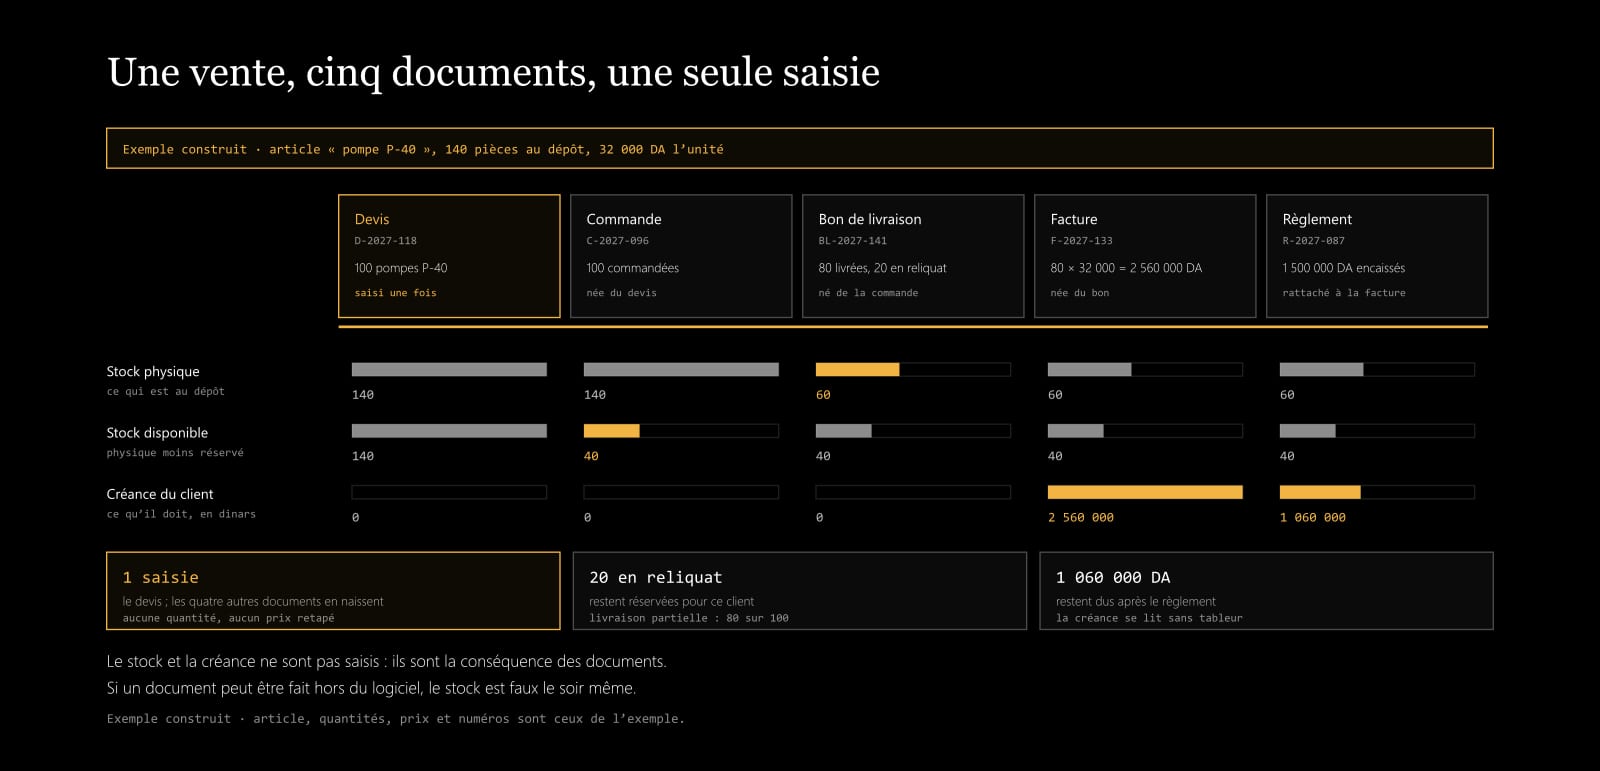 Une vente, cinq documents, une seule saisie
Exemple construit · article « pompe P-40 », 140 pièces au dépôt, 32 000 DA l’unité
Devis
D-2027-118
100 pompes P-40
saisi une fois
Commande
C-2027-096
100 commandées
née du devis
Bon de livraison
BL-2027-141
80 livrées, 20 en reliquat
né de la commande
Facture
F-2027-133
80 × 32 000 = 2 560 000 DA
née du bon
Règlement
R-2027-087
1 500 000 DA encaissés
rattaché à la facture
Stock physique
ce qui est au dépôt
140
140
60
60
60
Stock disponible
physique moins réservé
140
40
40
40
40
Créance du client
ce qu’il doit, en dinars
0
0
0
2 560 000
1 060 000
1 saisie
le devis ; les quatre autres documents en naissent
aucune quantité, aucun prix retapé
20 en reliquat
restent réservées pour ce client
livraison partielle : 80 sur 100
1 060 000 DA
restent dus après le règlement
la créance se lit sans tableur
Le stock et la créance ne sont pas saisis : ils sont la conséquence des documents.
Si un document peut être fait hors du logiciel, le stock est faux le soir même.
Exemple construit · article, quantités, prix et numéros sont ceux de l’exemple.